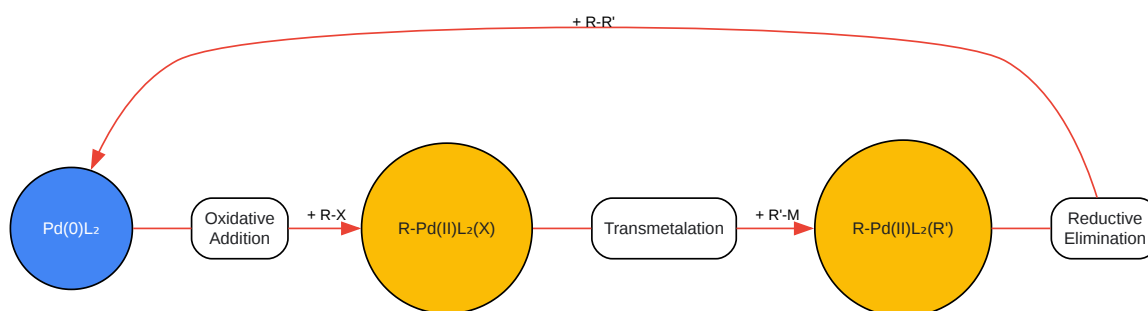 + R-R'
Pd(0)L₂
Oxidative
Addition
+ R-X
R-Pd(II)L₂(X)
Transmetalation
+ R'-M
R-Pd(II)L₂(R')
Reductive
Elimination